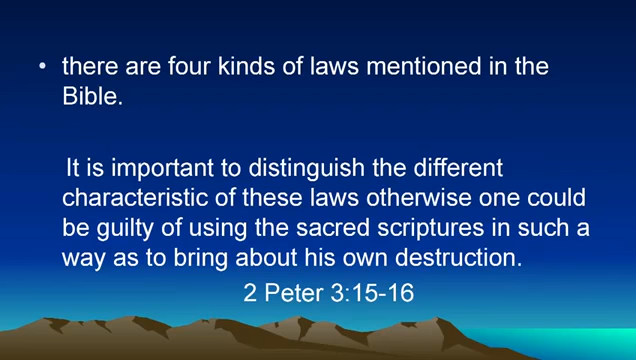 • there are four kinds of laws mentioned in the
Bible.
It is important to distinguish the different
characteristic of these laws otherwise one could
be guilty of using the sacred scriptures in such a
way as to bring about his own destruction.
2 Peter 3:15-16